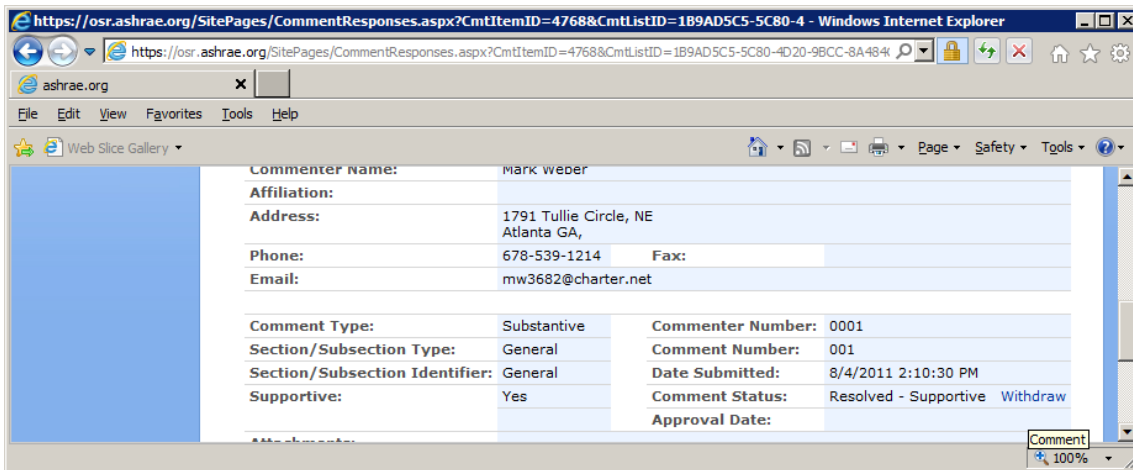 https://osr.ashrae.org/SitePages/CommentResponses.aspx?CmtItemID=4768&CmtListID=1B9AD5C5-5C80-4 - Windows Internet Explorer
https://osr.ashrae.org/SitePages/CommentResponses.aspx?CmtItemID=4768&CmtListID=1B9AD5C5-5C80-4D20-9BCC-8A484
ashrae.org
File Edit View Favorites Tools Help
Web Slice Gallery Page Safety Tools
Commenter Name: Mark Weber
Affiliation:
Address: 1791 Tullie Circle, NE
Atlanta GA,
Phone: 678-539-1214 Fax:
Email: mw3682@charter.net
Comment Type: Substantive Commenter Number: 0001
Section/Subsection Type: General Comment Number: 001
Section/Subsection Identifier: General Date Submitted: 8/4/2011 2:10:30 PM
Supportive: Yes Comment Status: Resolved - Supportive Withdraw
Approval Date:
Attachments:
Comment
100%